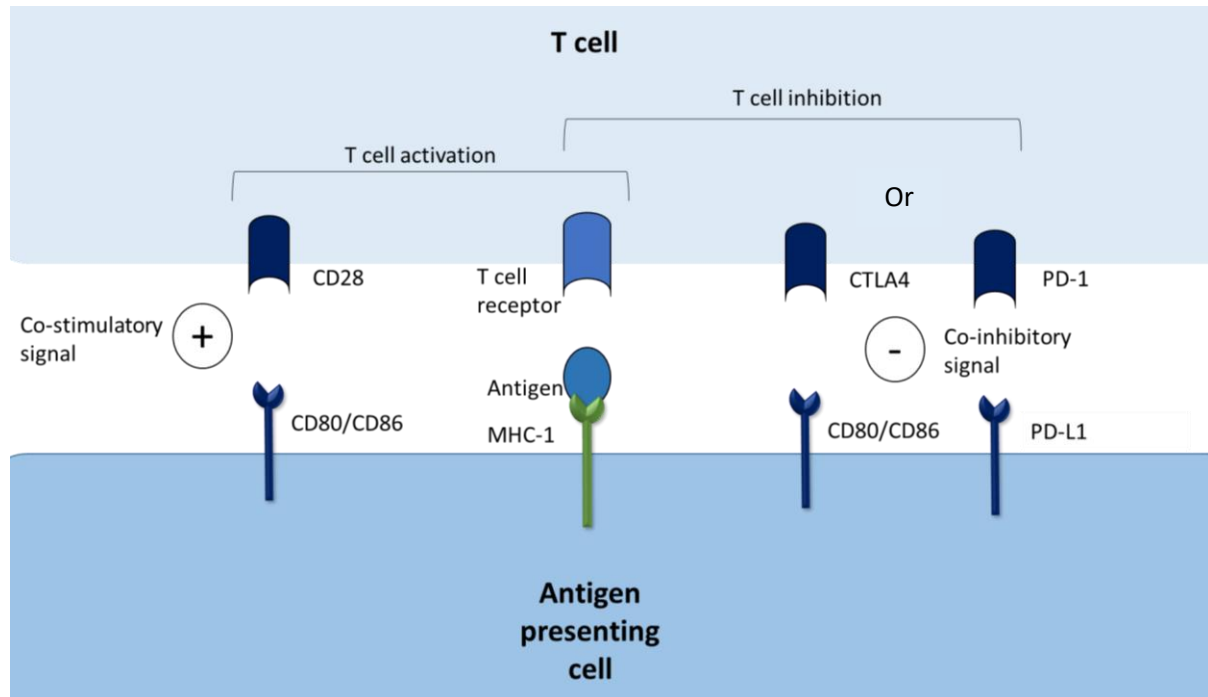 T cell
T cell inhibition
T cell activation
Or
CD28
T cell
receptor
CTLA4
PD-1
Co-stimulatory
signal
+
-
Co-inhibitory
signal
Antigen
CD80/CD86
MHC-1
CD80/CD86
PD-L1
Antigen
presenting
cell